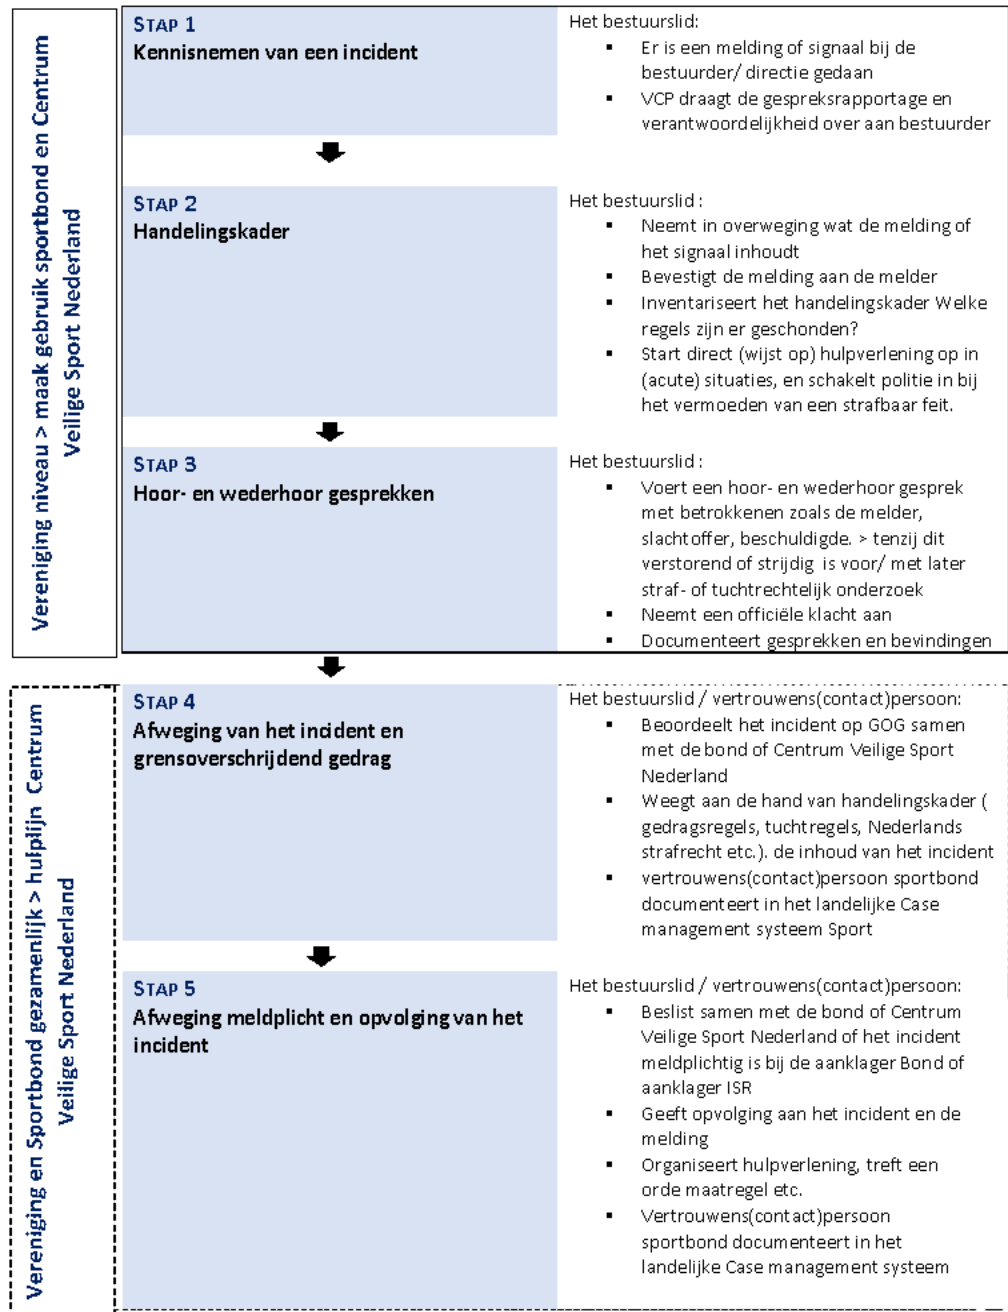 Vereniging niveau > maak gebruik sportbond en Centrum
Veilige Sport Nederland
STAP 1
Kennisnemen van een incident
Het bestuurslid:
▪ Er is een melding of signaal bij de
bestuurder/ directie gedaan
▪ VCP draagt de gespreksrapportage en
verantwoordelijkheid over aan bestuurder
STAP 2
Handelingskader
Het bestuurslid :
▪ Neemt in overweging wat de melding of
het signaal inhoudt
▪ Bevestigt de melding aan de melder
▪ Inventariseert het handelingskader Welke
regels zijn er geschonden?
▪ Start direct (wijst op) hulpverlening op in
(acute) situaties, en schakelt politie in bij
het vermoeden van een strafbaar feit.
STAP 3
Hoor- en wederhoor gesprekken
Het bestuurslid :
▪ Voert een hoor- en wederhoor gesprek
met betrokkenen zoals de melder,
slachtoffer, beschuldigde. > tenzij dit
verstorend of strijdig is voor/ met later
straf- of tuchtrechtelijk onderzoek
▪ Neemt een officiële klacht aan
▪ Documenteert gesprekken en bevindingen
Vereniging en Sportbond gezamenlijk > hulplijn Centrum
Veilige Sport Nederland
STAP 4
Afweging van het incident en
grensoverschrijdend gedrag
Het bestuurslid / vertrouwens(contact)persoon:
▪ Beoordeelt het incident op GOG samen
met de bond of Centrum Veilige Sport
Nederland
▪ Weegt aan de hand van handelingskader (
gedragsregels, tuchtregels, Nederlands
strafrecht etc.). de inhoud van het incident
▪ vertrouwens(contact)persoon sportbond
documenteert in het landelijke Case
management systeem Sport
STAP 5
Afweging meldplicht en opvolging van het
incident
Het bestuurslid / vertrouwens(contact)persoon:
▪ Beslist samen met de bond of Centrum
Veilige Sport Nederland of het incident
meldplichtig is bij de aanklager Bond of
aanklager ISR
▪ Geeft opvolging aan het incident en de
melding
▪ Organiseert hulpverlening, treft een
orde maatregel etc.
▪ Vertrouwens(contact)persoon
sportbond documenteert in het
landelijke Case management systeem